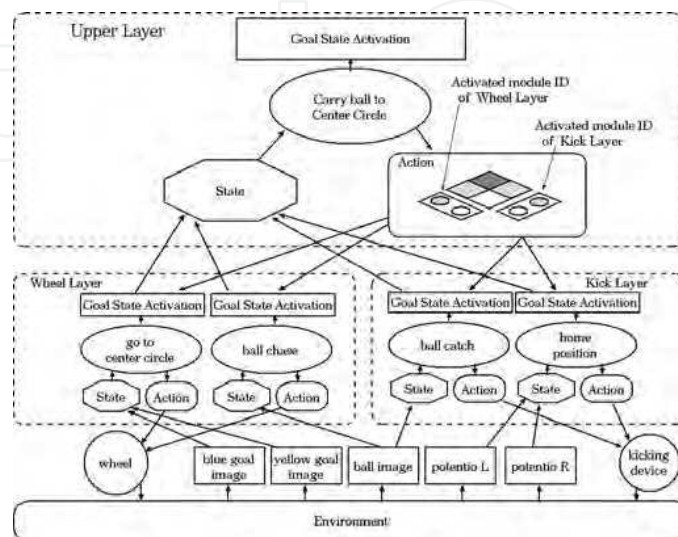 Upper Layer
Goal State Activation
Carry ball to
Center Circle
Activated module ID
of Wheel Layer
Activated module ID
of Kick Layer
Action
State
Wheel Layer
Kick Layer
Goal State Activation
Goal State Activation
Goal State Activation
Goal State Activation
go to
center circle
ball chase
ball catch
home
position
State
Action
State
Action
State
Action
State
Action
wheel
blue goal
image
yellow goal
image
ball image
potentio L
potentio R
kicking
device
Environment